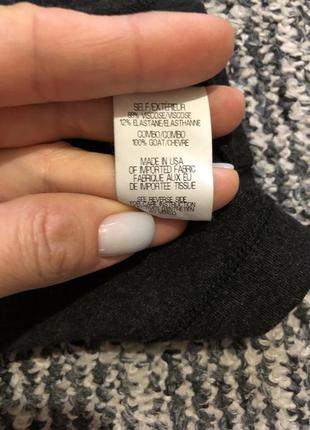 SELF/EXTERIEUR
88% VISCOSE/VISCOSE
12% ELASTANE/ELASTHANNE
COMBO/COMBO
100% GOAT/CHEVRE
MADE IN USA
OF IMPORTED FABRIC
FABRIQUE AUX EU
DE IMPORTEE TISSUE
SEE REVERSE SIDE